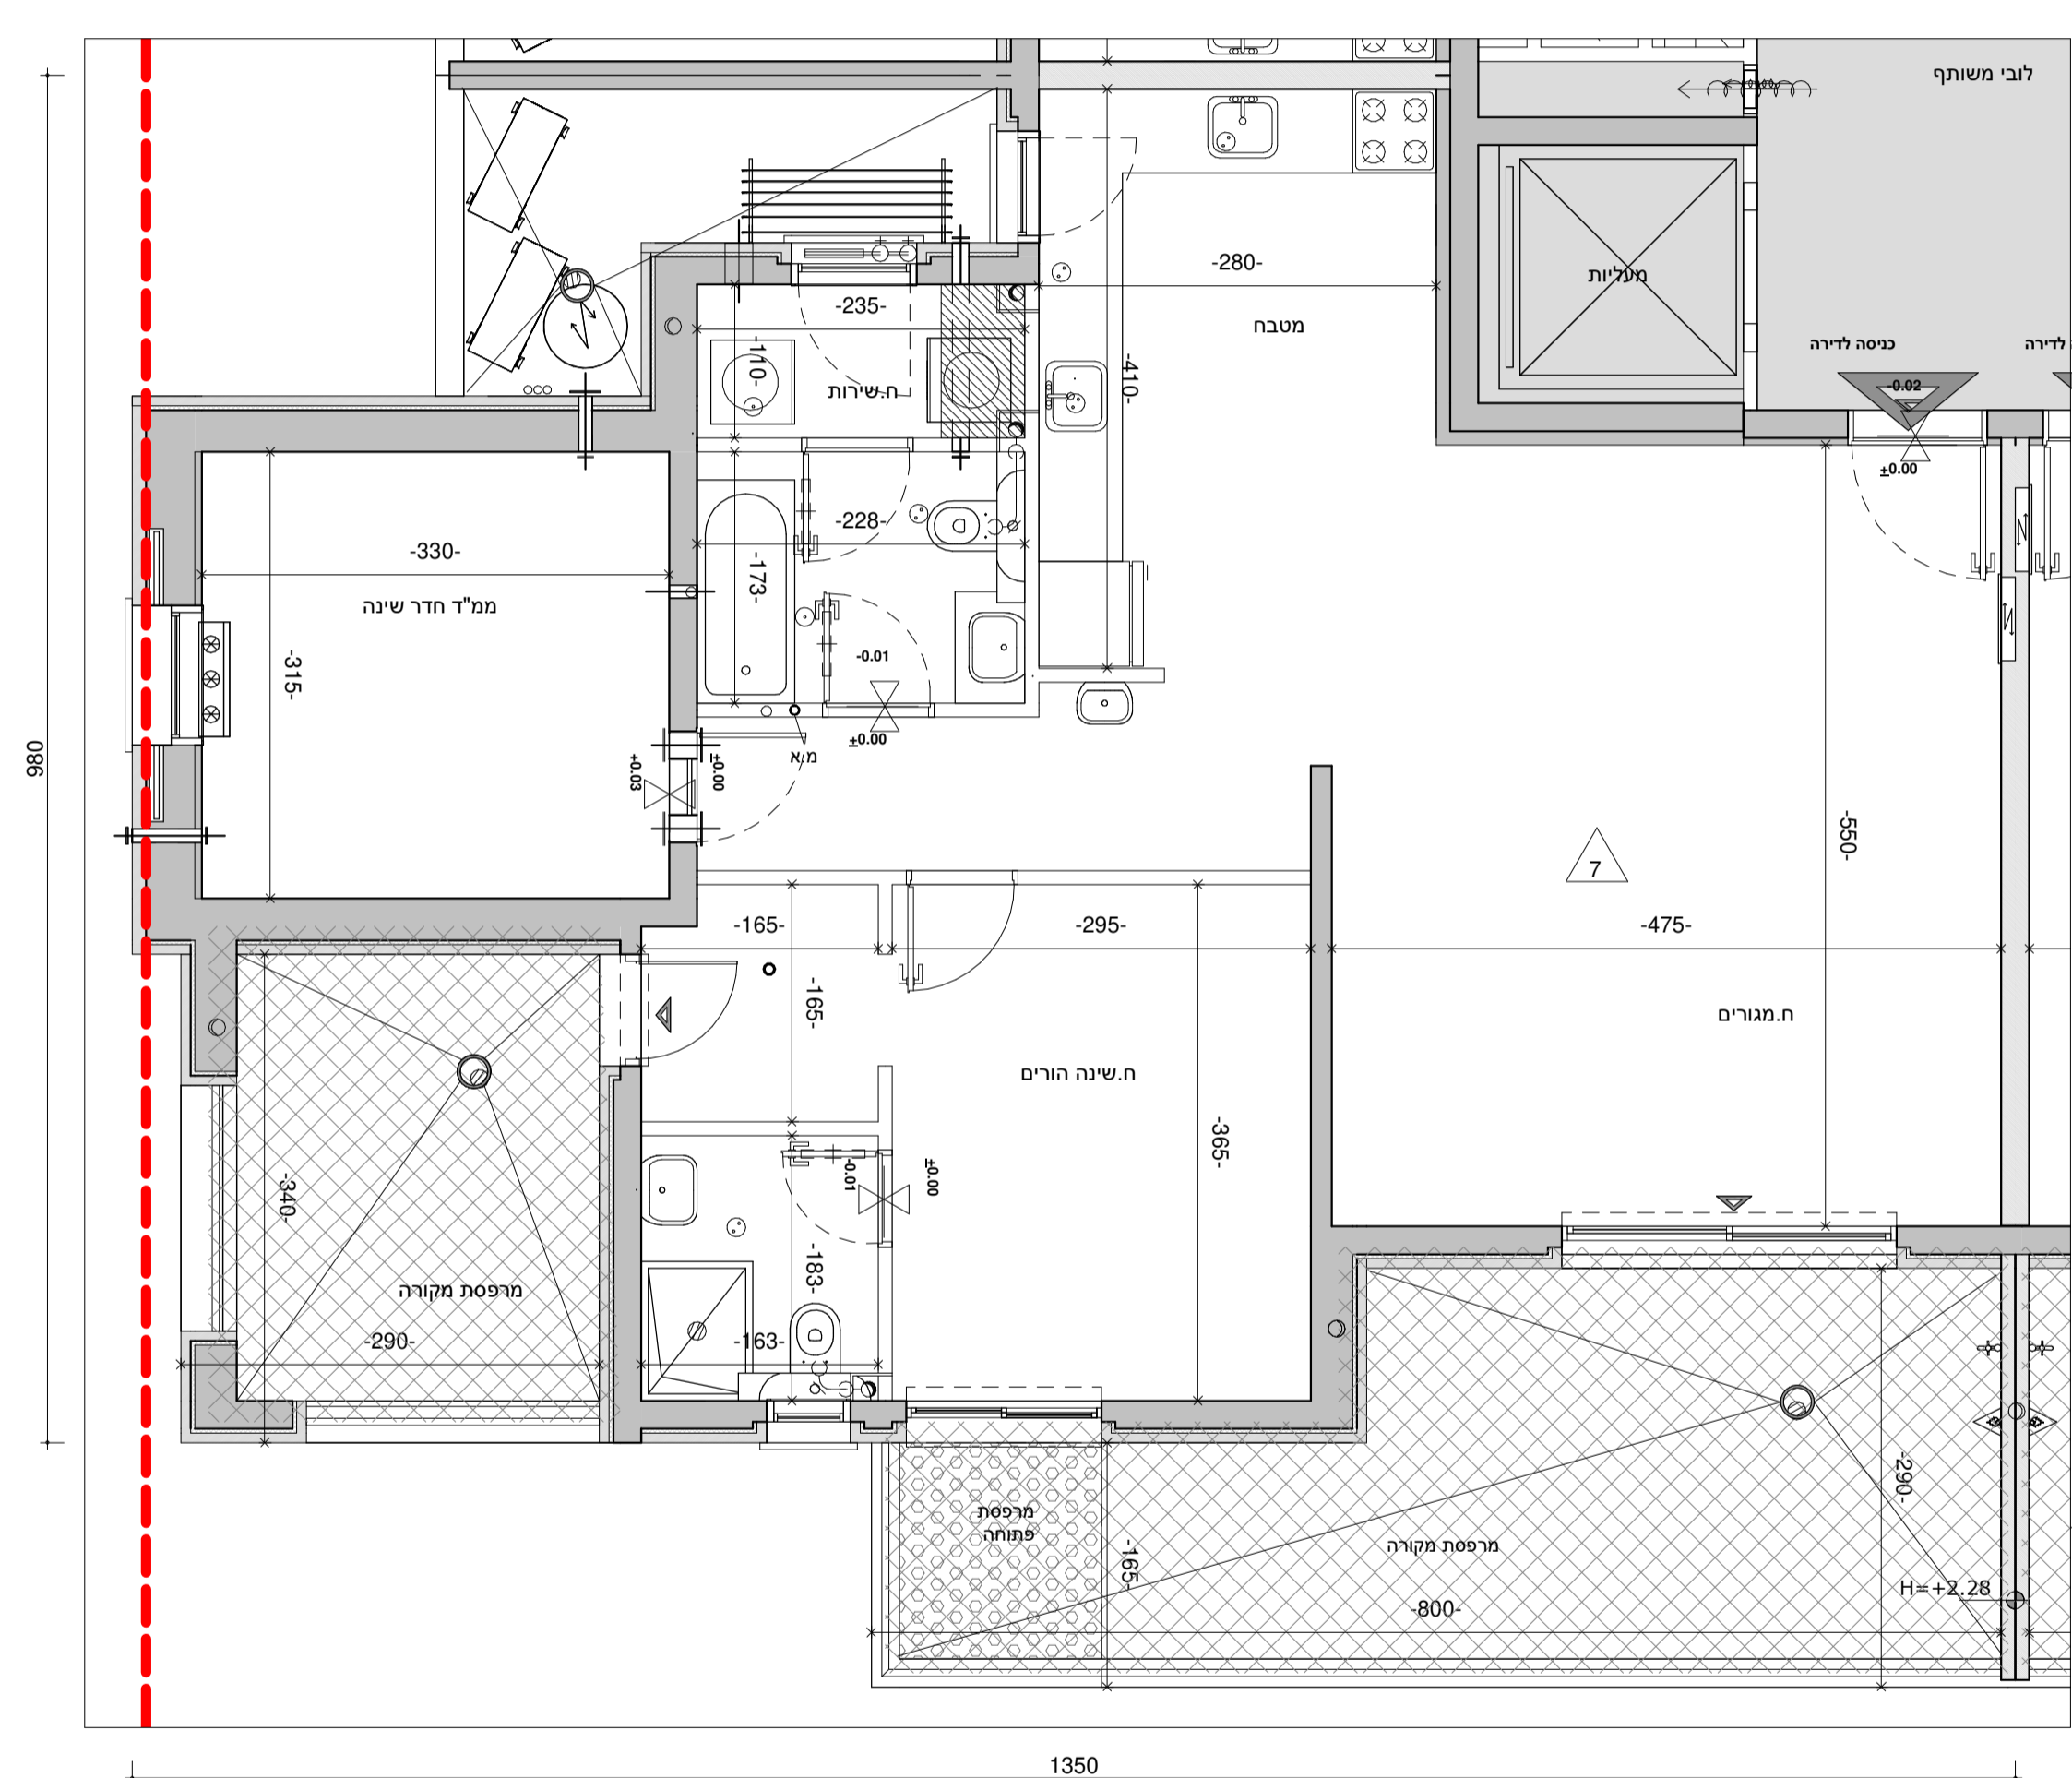 לובי משותף
מעליות
-280-
מטבח
-235-
-110-
ח.שירות
-410-
כניסה לדירה
לדירה
-0.02
±0.00
-228-
-173-
-330-
ממ"ד חדר שינה
-315-
-0.01
±0.00
מ.א
+0.03
±0.00
980
7
-550-
-165-
-295-
-475-
-165-
ח.מגורים
ח.שינה הורים
-365-
-0.01
±0.00
-340-
-183-
מרפסת מקורה
-290-
-163-
-290-
מרפסת
פתוחה
-165-
מרפסת מקורה
H=+2.28
-800-
1350